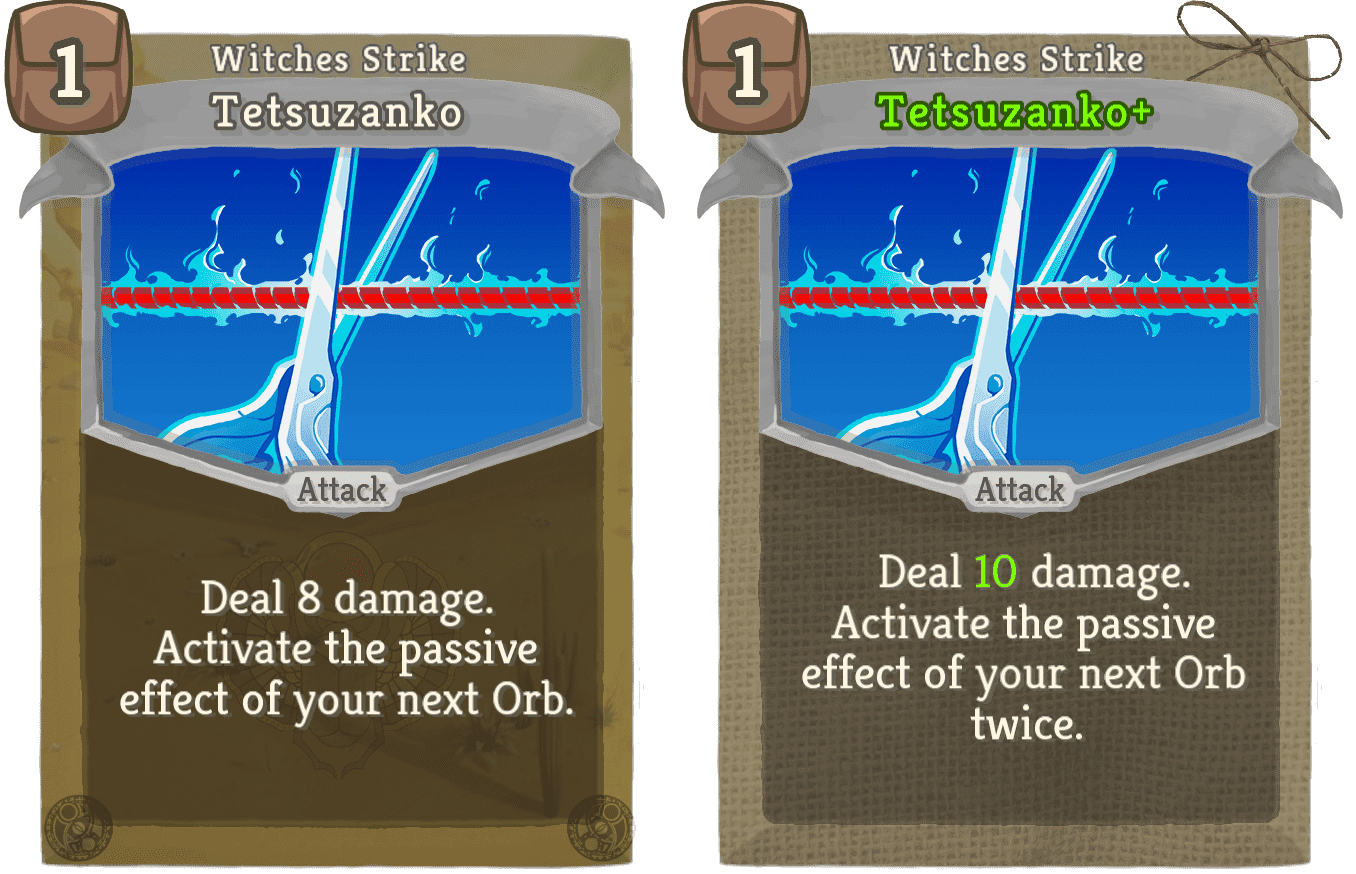 1
Witches Strike
Tetsuzanko
Attack
Deal 8 damage.
Activate the passive
effect of your next Orb.
1
Witches Strike
Tetsuzanko+
Attack
Deal 10 damage.
Activate the passive
effect of your next Orb
twice.